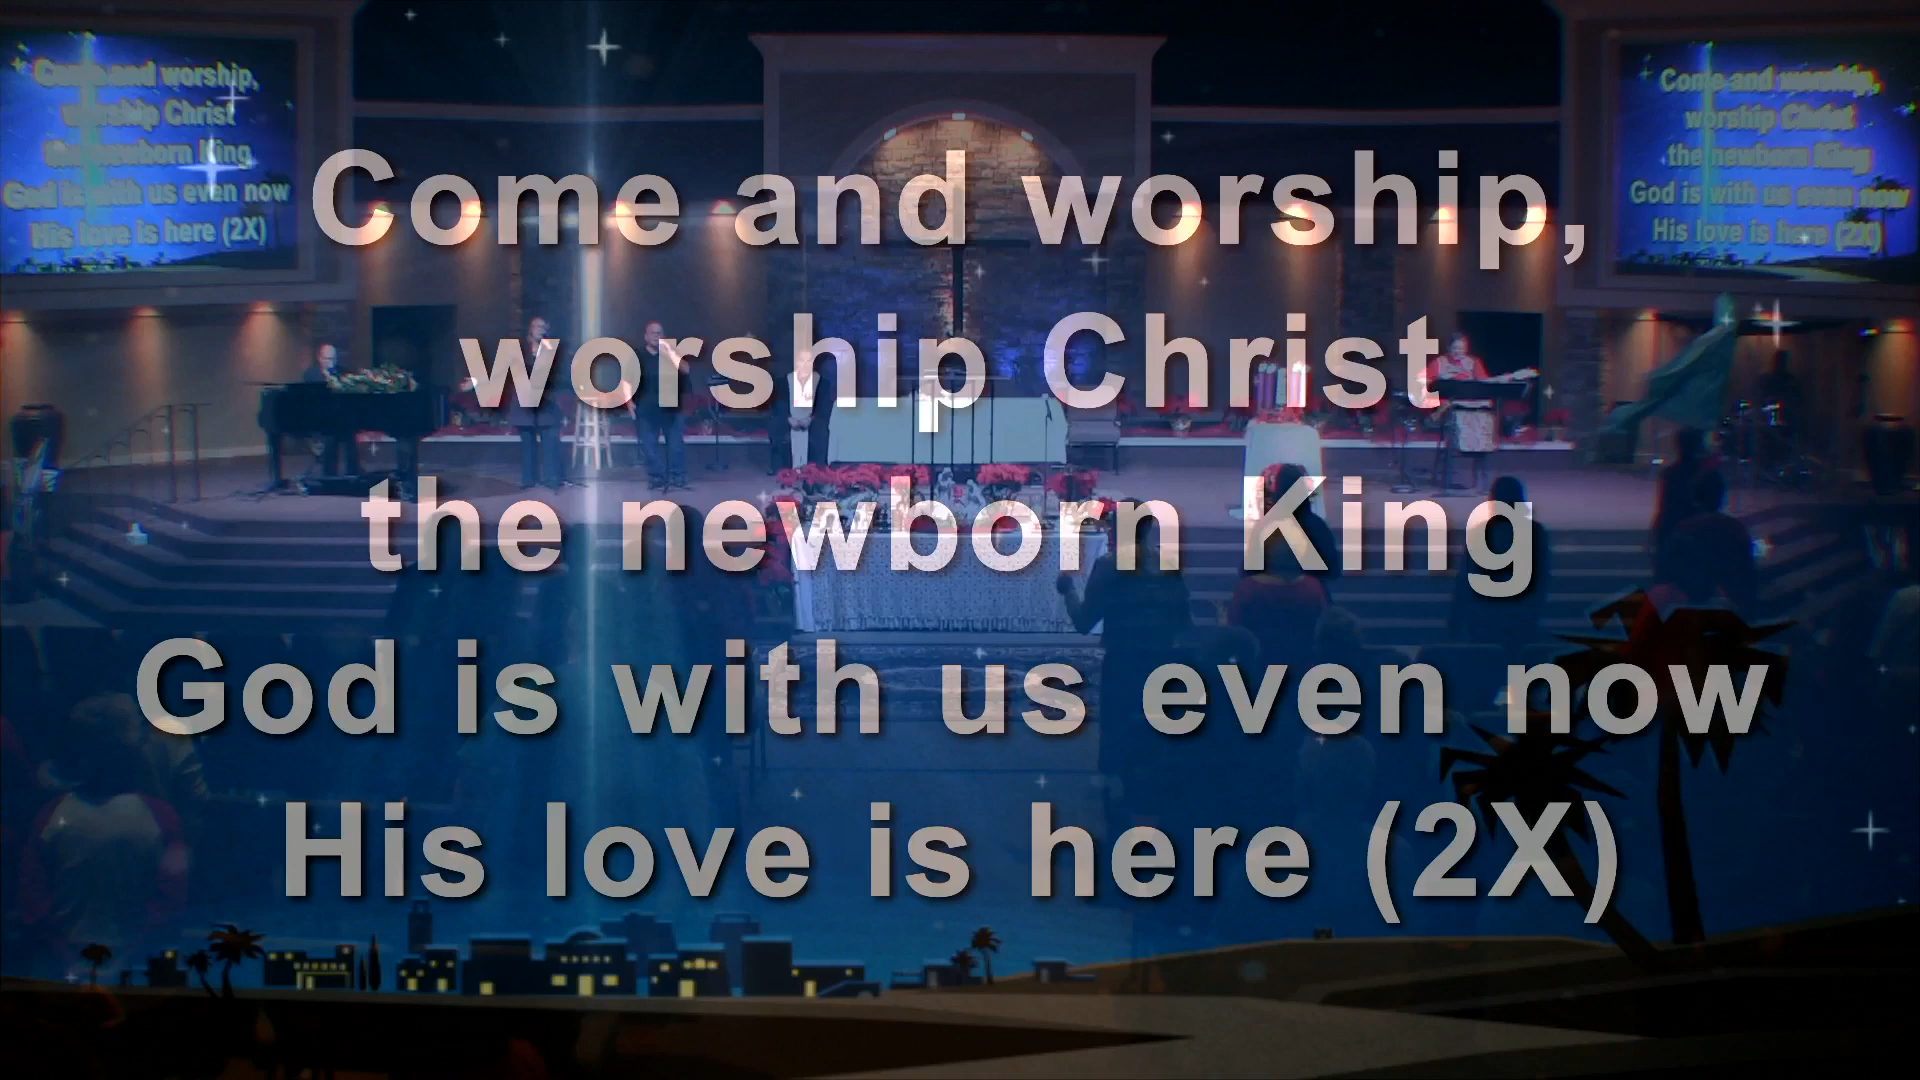 Come and worship,
worship Christ
the newborn King
God is with us even now
His love is here (2X)
Come and worship,
worship Christ
the newborn King
God is with us even now
His love is here (2X)
Come and worship,
worship Christ
the newborn King
God is with us even now
His love is here (2X)